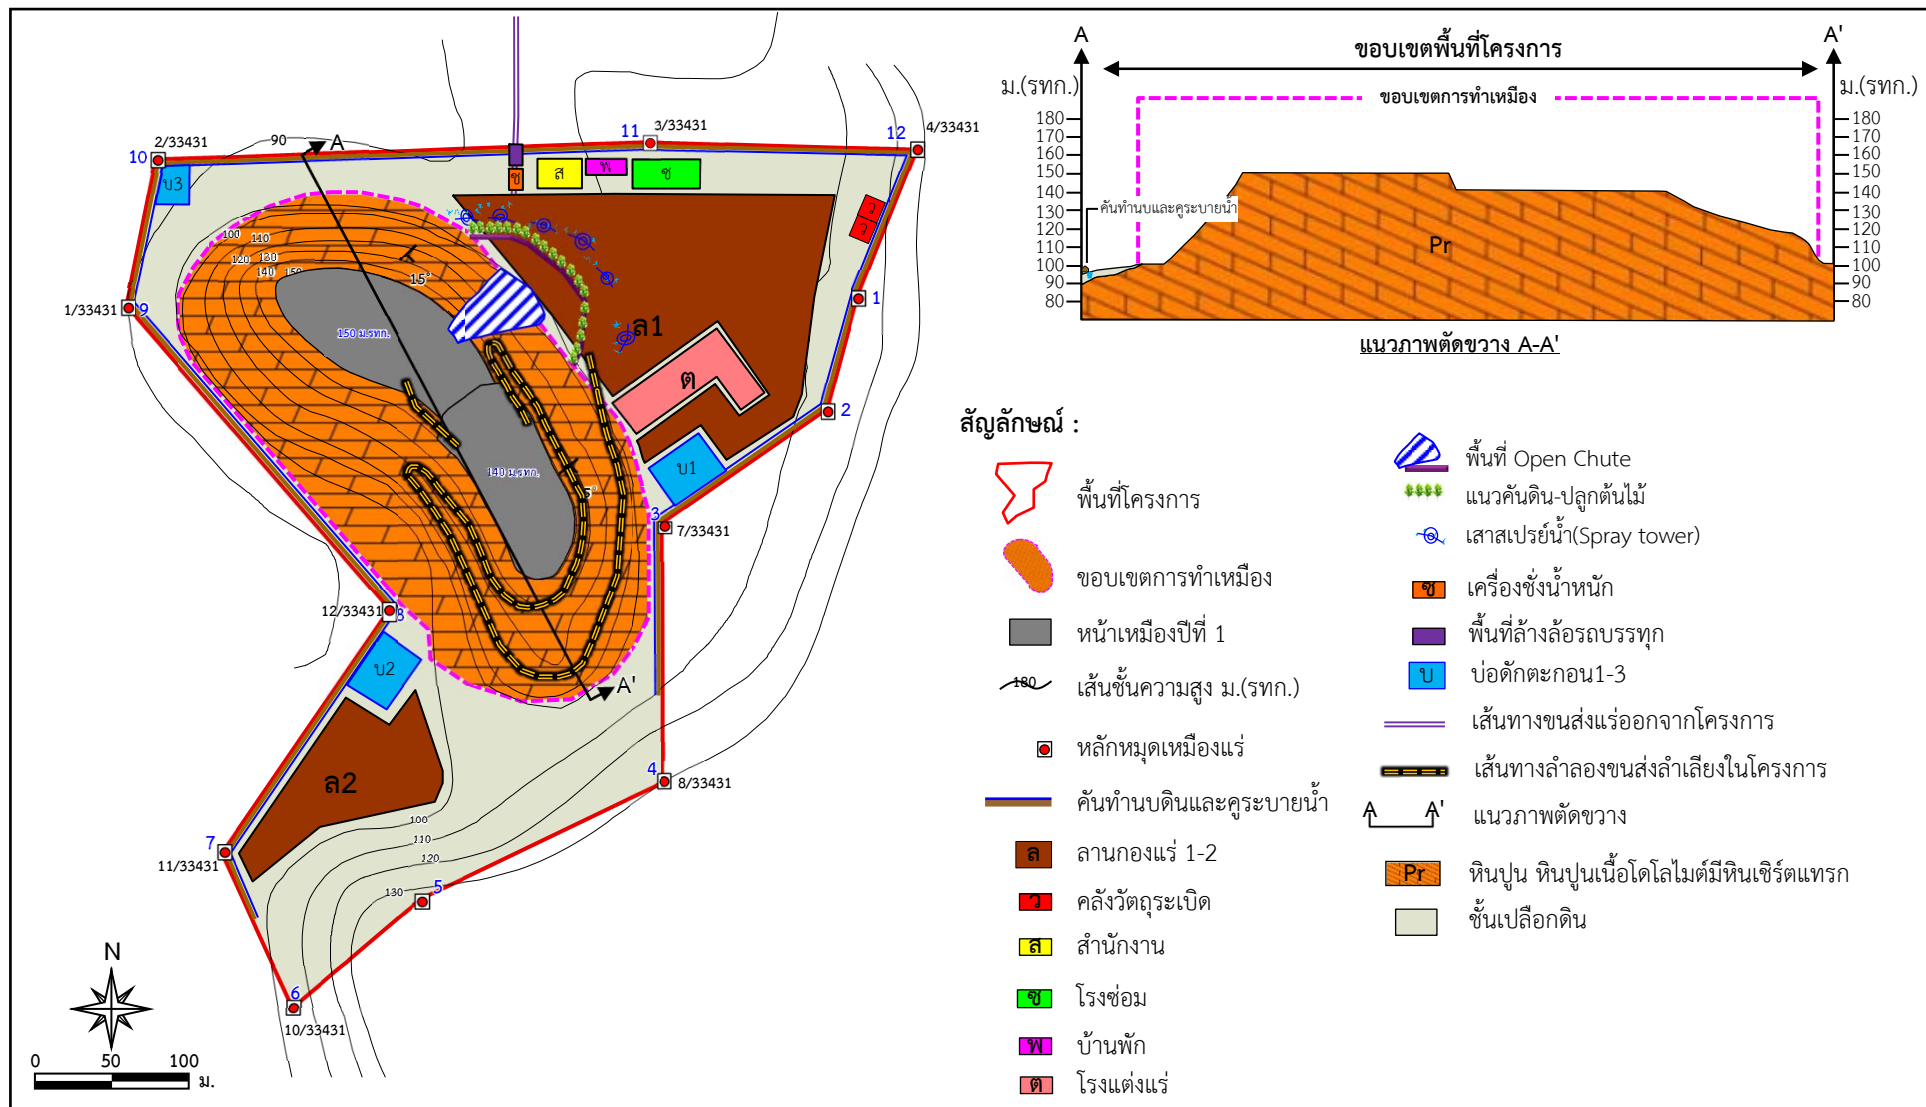 A
A'
ขอบเขตพื้นที่โครงการ
ม.(รทก.)
ม.(รทก.)
ขอบเขตการทำเหมือง
180
170
160
150
140
130
120
110
100
90
80
180
170
160
150
140
130
120
110
100
90
80
คันทำนบและคูระบายน้ำ
Pr
แนวภาพตัดขวาง A-A'
2/33431
10
90
A
11
3/33431
12
4/33431
บ3
ช
ส
พ
ซ
ว
ว
100
110
120
130
140
150
15°
1/33431
9
1
150 ม.รทก.
ล1
ต
2
140 ม.รทก.
บ1
3
7/33431
12/33431
8
บ2
A'
ล2
4
8/33431
100
110
120
130
7
11/33431
5
6
10/33431
N
0
50
100
ม.
สัญลักษณ์ :
พื้นที่โครงการ
ขอบเขตการทำเหมือง
หน้าเหมืองปีที่ 1
180
เส้นชั้นความสูง ม.(รทก.)
หลักหมุดเหมืองแร่
คันทำนบดินและคูระบายน้ำ
ล
ลานกองแร่ 1-2
ว
คลังวัตถุระเบิด
ส
สำนักงาน
ซ
โรงซ่อม
พ
บ้านพัก
ต
โรงแต่งแร่
พื้นที่ Open Chute
แนวคันดิน-ปลูกต้นไม้
เสาสเปรย์น้ำ(Spray tower)
ช
เครื่องชั่งน้ำหนัก
พื้นที่ล้างล้อรถบรรทุก
บ
บ่อดักตะกอน1-3
เส้นทางขนส่งแร่ออกจากโครงการ
เส้นทางลำลองขนส่งลำเลียงในโครงการ
A
A'
แนวภาพตัดขวาง
Pr
หินปูน หินปูนเนื้อโดโลไมต์มีหินเชิร์ตแทรก
ชั้นเปลือกดิน